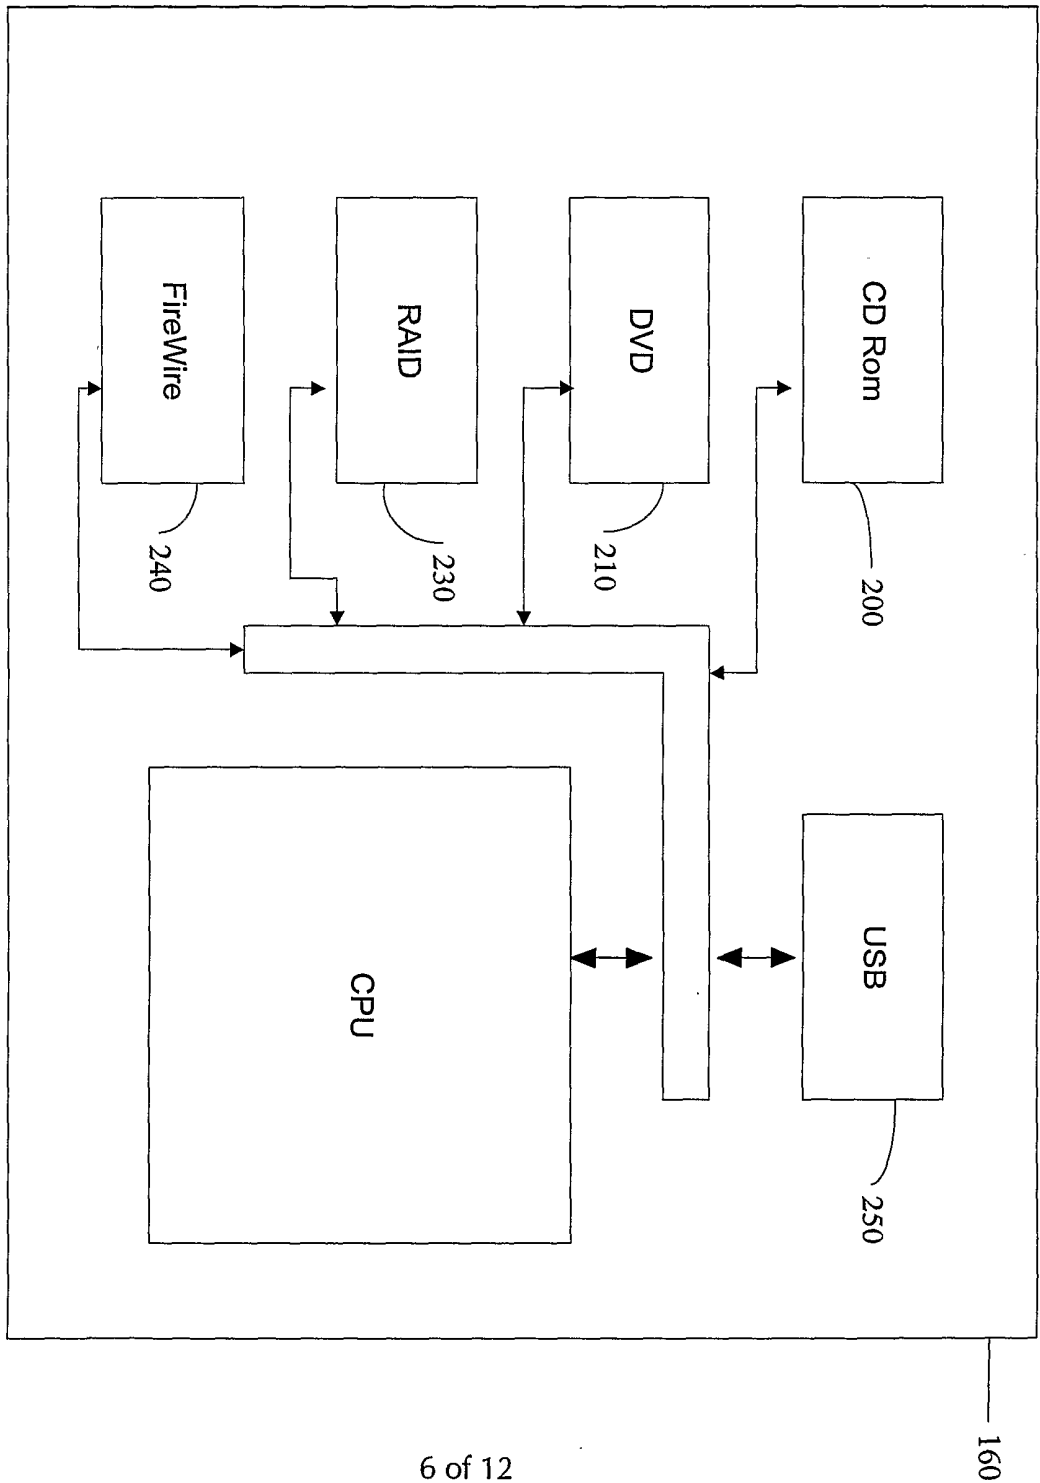 CD Rom
200
DVD
210
RAID
230
FireWire
240
USB
250
CPU
160
6 of 12